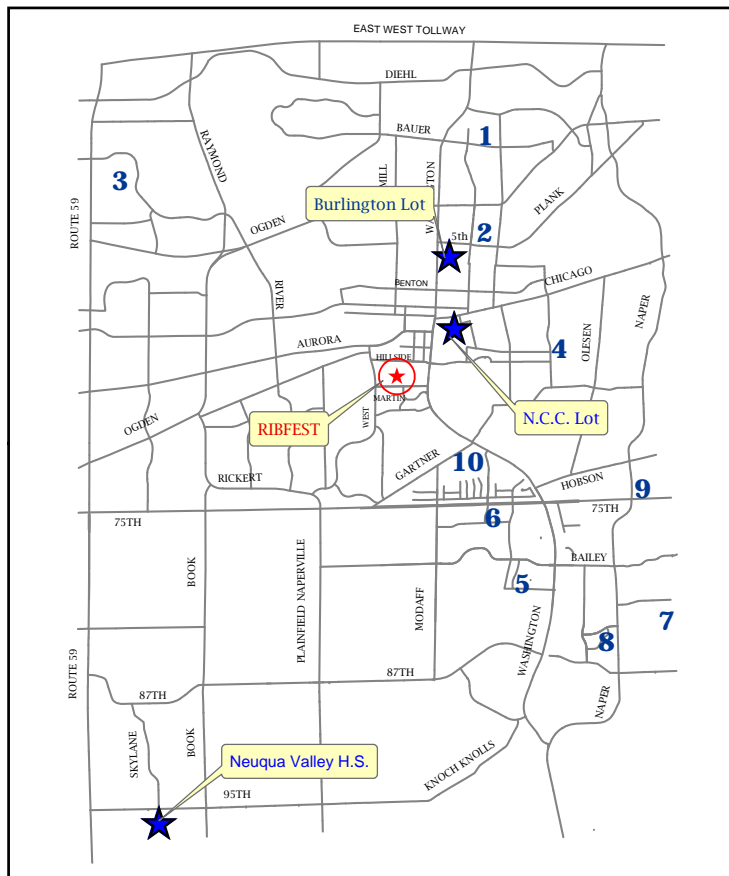 EAST WEST TOLLWAY
DIEHL
BAUER
1
RAYMOND
MILL
3
ROUTE 59
Burlington Lot
PLANK
OGDEN
5th
2
BENTON
CHICAGO
RIVER
NAPER
AURORA
OLESEN
4
HILLSIDE
MARTIN
WEST
N.C.C. Lot
OGDEN
RIBFEST
GARTNER
10
RICKERT
HOBSON
9
75TH
6
75TH
BOOK
BAILEY
PLAINFIELD NAPERVILLE
5
MODAFF
7
WASHINGTON
8
ROUTE 59
87TH
87TH
NAPER
SKYLANE
BOOK
Neuqua Valley H.S.
KNOCH KNOLLS
95TH